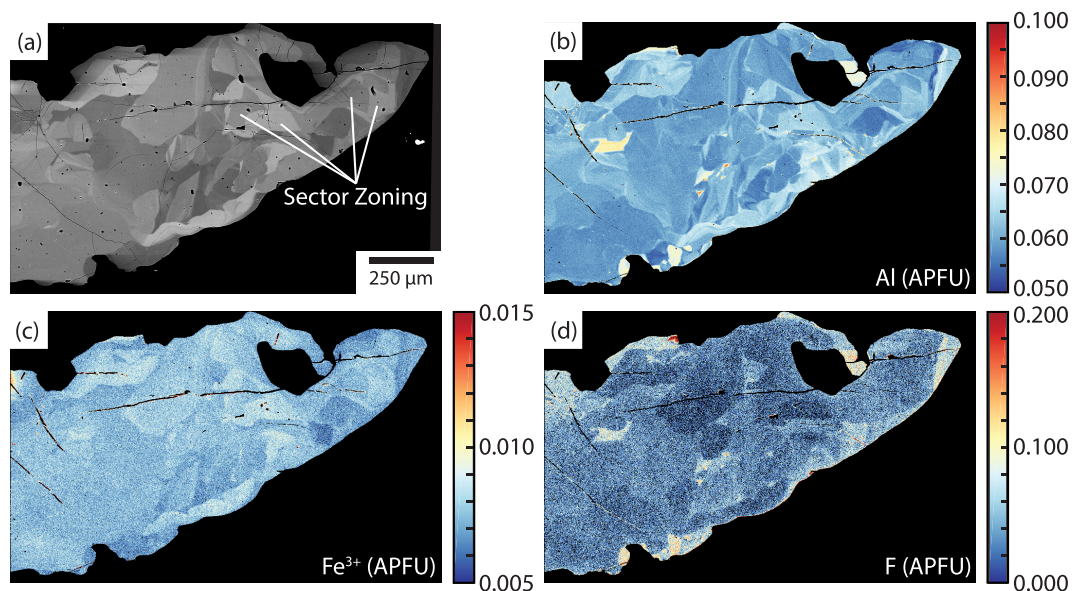 (a)
Sector Zoning
250 µm
(b)
Al (APFU)
0.100
0.090
0.080
0.070
0.060
0.050
(c)
Fe³⁺ (APFU)
0.015
0.010
0.005
(d)
F (APFU)
0.200
0.100
0.000